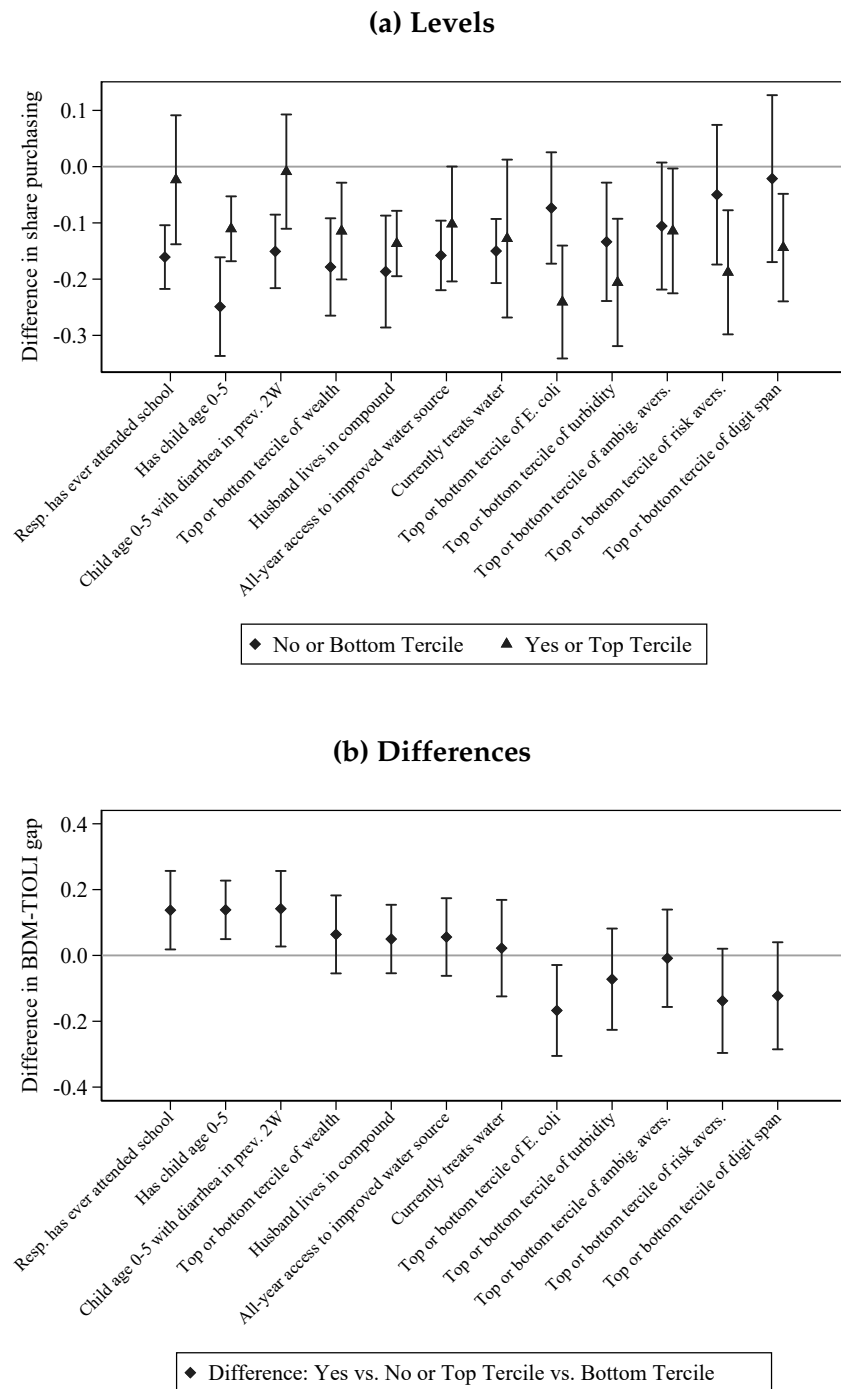 (a) Levels
Difference in share purchasing
0.1
0.0
-0.1
-0.2
-0.3
Resp. has ever attended school
Has child age 0-5
Child age 0-5 with diarrhea in prev. 2W
Top or bottom tercile of wealth
Husband lives in compound
All-year access to improved water source
Currently treats water
Top or bottom tercile of E. coli
Top or bottom tercile of turbidity
Top or bottom tercile of ambig. avers.
Top or bottom tercile of risk avers.
Top or bottom tercile of digit span
No or Bottom Tercile
Yes or Top Tercile
(b) Differences
Difference in BDM-TIOLI gap
0.4
0.2
0.0
-0.2
-0.4
Resp. has ever attended school
Has child age 0-5
Child age 0-5 with diarrhea in prev. 2W
Top or bottom tercile of wealth
Husband lives in compound
All-year access to improved water source
Currently treats water
Top or bottom tercile of E. coli
Top or bottom tercile of turbidity
Top or bottom tercile of ambig. avers.
Top or bottom tercile of risk avers.
Top or bottom tercile of digit span
Difference: Yes vs. No or Top Tercile vs. Bottom Tercile